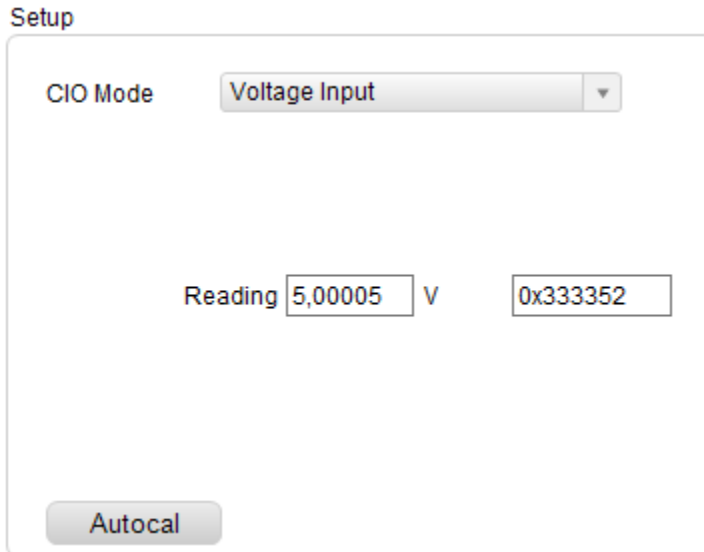 Setup
CIO Mode Voltage Input
Reading 5,00005 V 0x333352
Autocal